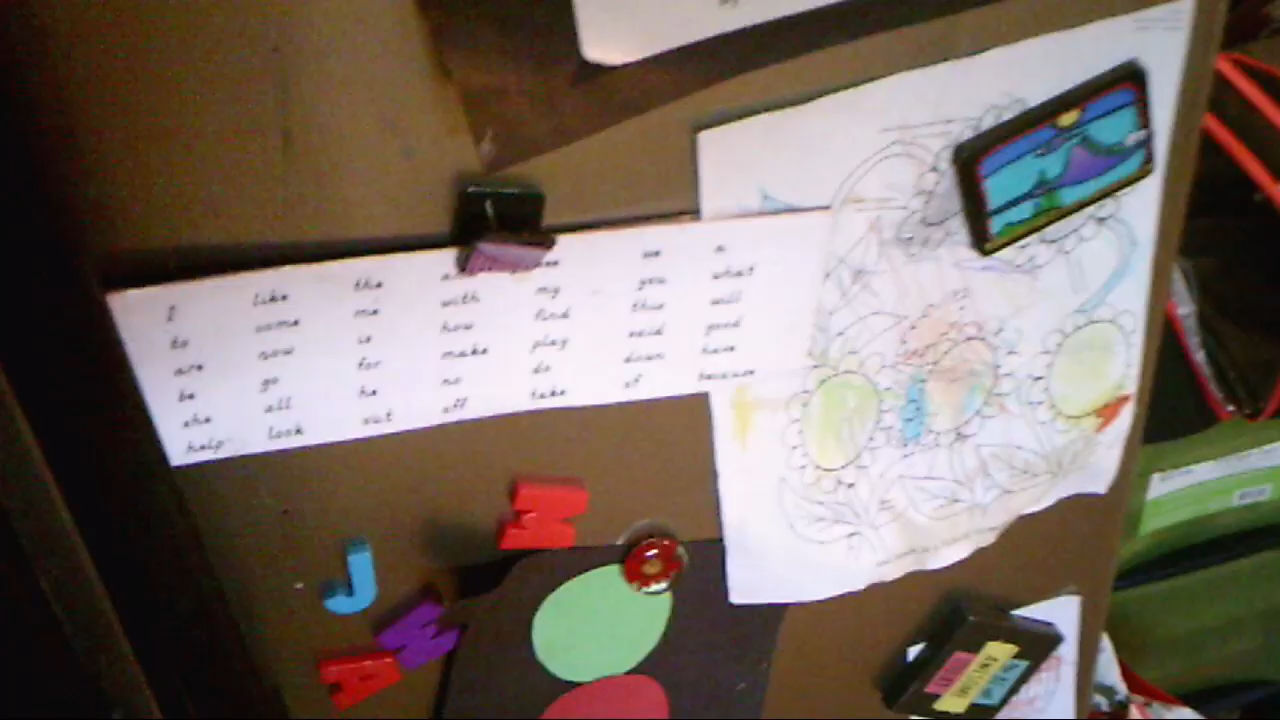 I like the we a
to come me with my you what
are now is how find this will
be go for make play said good
she all he no do down have
help look out off take of because
J
M
M
A